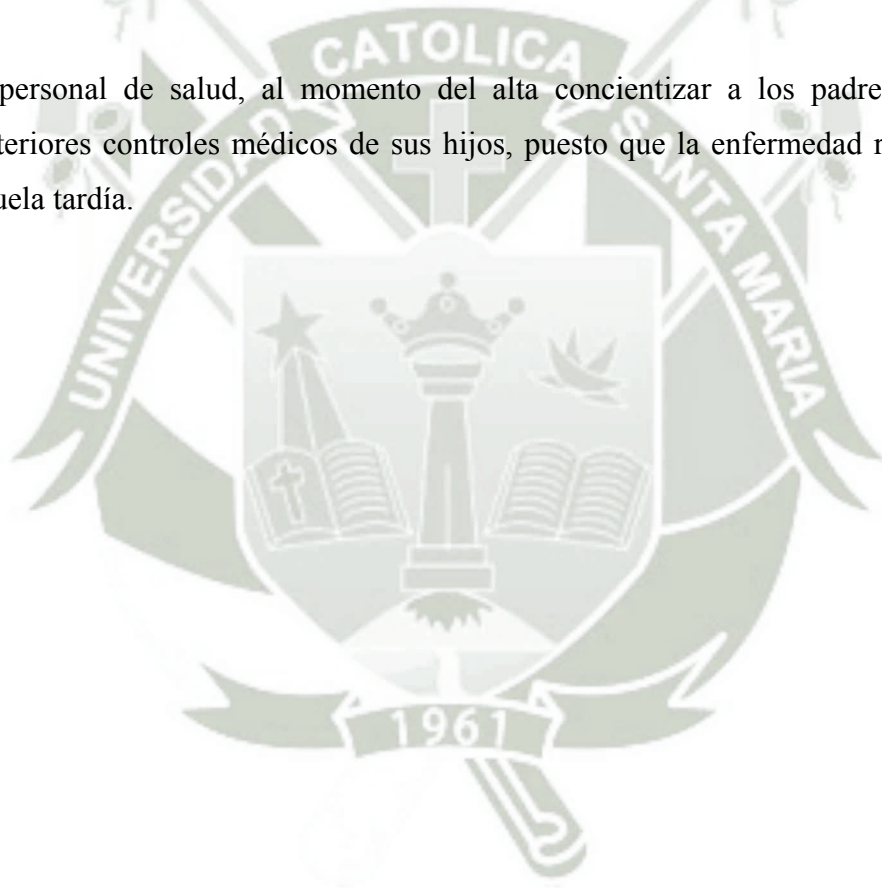 personal de salud, al momento del alta concientizar a los padre
teriores controles médicos de sus hijos, puesto que la enfermedad
uela tardía.
UNIVERSIDAD CATOLICA SANTA MARIA
1961